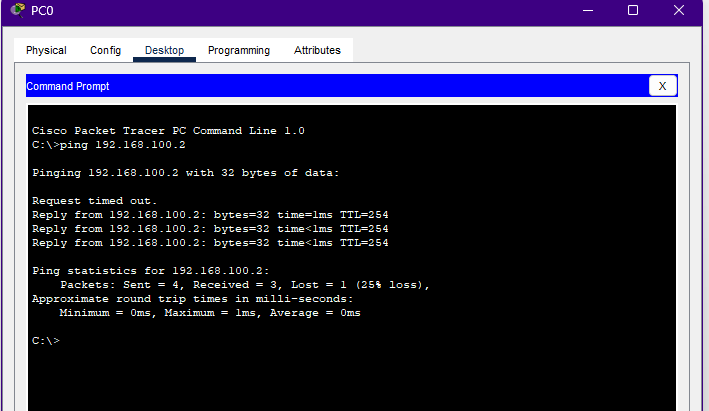 PC0
Physical Config Desktop Programming Attributes
Command Prompt X
Cisco Packet Tracer PC Command Line 1.0
C:\>ping 192.168.100.2
Pinging 192.168.100.2 with 32 bytes of data:
Request timed out.
Reply from 192.168.100.2: bytes=32 time=1ms TTL=254
Reply from 192.168.100.2: bytes=32 time<1ms TTL=254
Reply from 192.168.100.2: bytes=32 time<1ms TTL=254
Ping statistics for 192.168.100.2:
    Packets: Sent = 4, Received = 3, Lost = 1 (25% loss),
Approximate round trip times in milli-seconds:
    Minimum = 0ms, Maximum = 1ms, Average = 0ms
C:\>